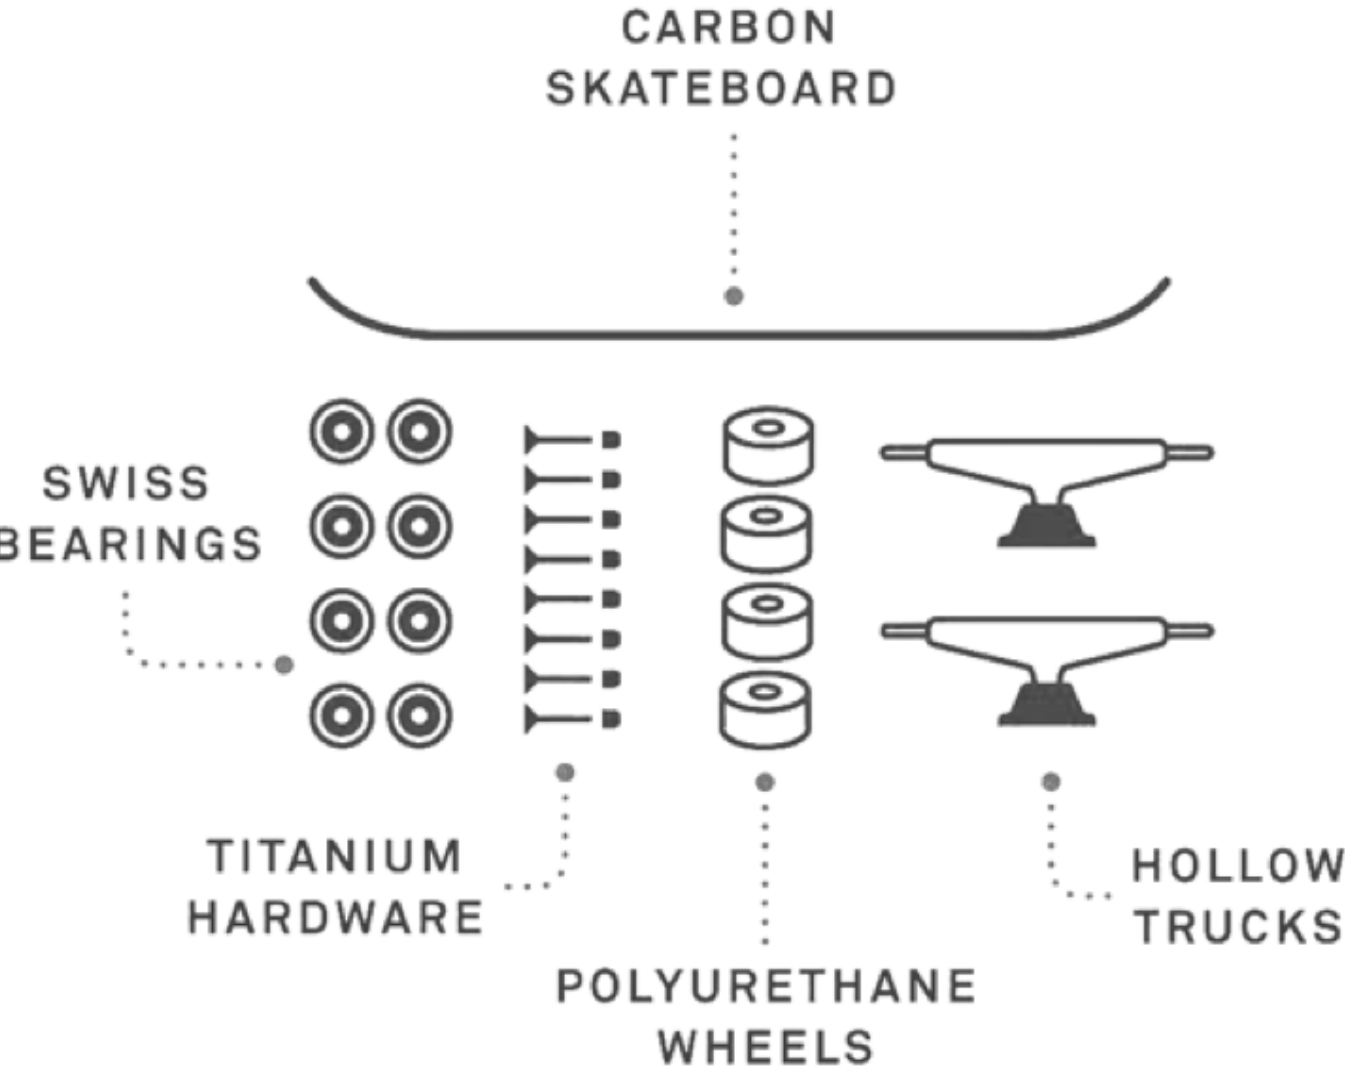 CARBON
SKATEBOARD
SWISS
BEARINGS
TITANIUM
HARDWARE
HOLLOW
TRUCKS
POLYURETHANE
WHEELS